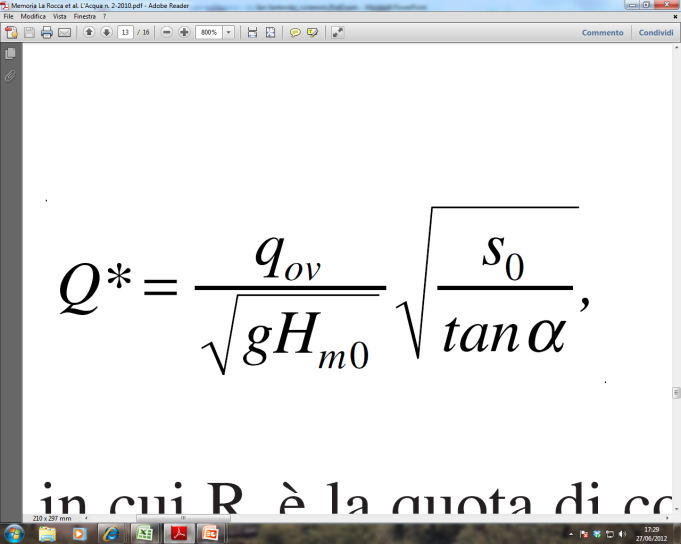 Memoria La Rocca et al. L'Acqua n. 2-2010.pdf - Adobe Reader
File Modifica Vista Finestra ?
13 / 16 800% Commento Condividi
Q* = q_ov / √(gH_m0) √(s_0 / tan α),
in cui R è la quota di co
210 x 297 mm
17:29
27/06/2012